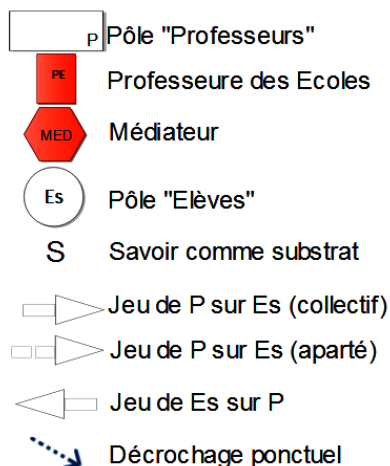 P Pôle "Professeurs"
PE Professeure des Ecoles
MED Médiateur
Es Pôle "Elèves"
S Savoir comme substrat
Jeu de P sur Es (collectif)
Jeu de P sur Es (aparté)
Jeu de Es sur P
Décrochage ponctuel